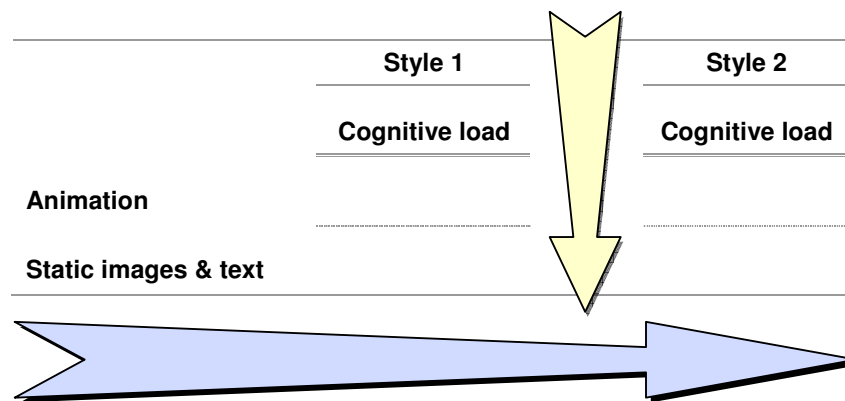 Style 1 Style 2
Cognitive load Cognitive load
Animation
Static images & text